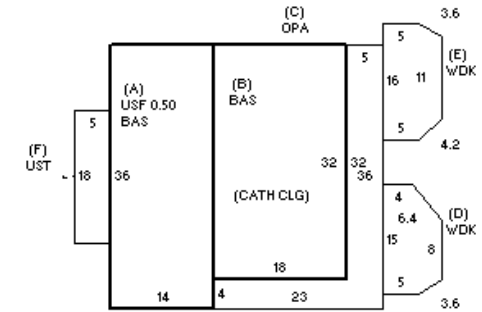 (C)
OPA
3.6
5
5
(E)
WDK
(A)
USF 0.50
BAS
(B)
BAS
16
11
5
5
4.2
(F)
UST
18
36
32
32
36
(CATH CLG)
4
6.4
(D)
WDK
15
8
18
5
14
4
23
3.6